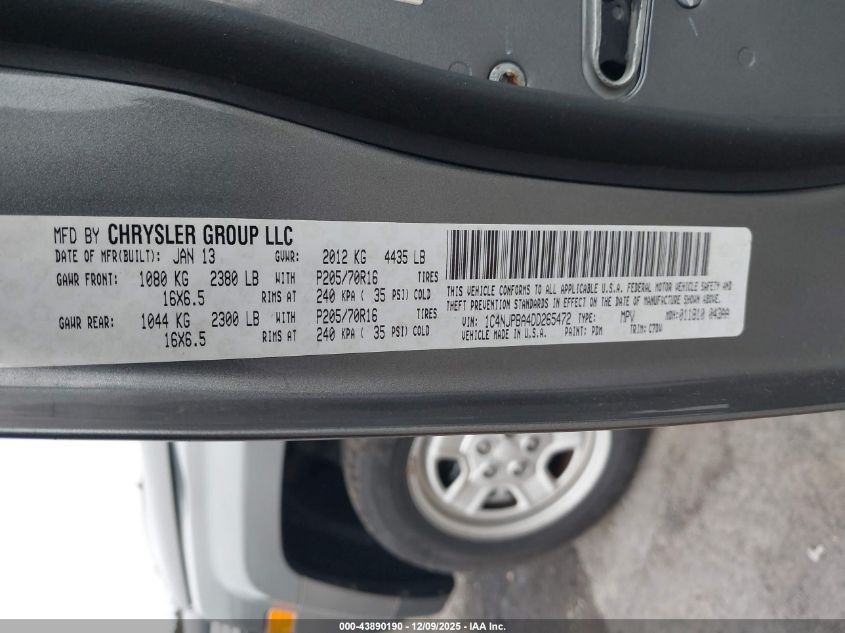 MFD BY CHRYSLER GROUP LLC
DATE OF MFR(BUILT): JAN 13 GVWR: 2012 KG 4435 LB
GAWR FRONT: 1080 KG 2380 LB WITH P205/70R16 TIRES
16X6.5 RIMS AT 240 KPA ( 35 PSI) COLD
GAWR REAR: 1044 KG 2300 LB WITH P205/70R16 TIRES
16X6.5 RIMS AT 240 KPA ( 35 PSI) COLD
THIS VEHICLE CONFORMS TO ALL APPLICABLE U.S.A. FEDERAL MOTOR VEHICLE SAFETY AND
THEFT PREVENTION STANDARDS IN EFFECT ON THE DATE OF MANUFACTURE SHOWN ABOVE.
VIN: 1C4NJPBA4DD265472 TYPE: MPV MDH:011810 043AA
VEHICLE MADE IN U.S.A. PAINT: PDM TRIM:
000-43890190 - 12/09/2025 - IAA, Inc.